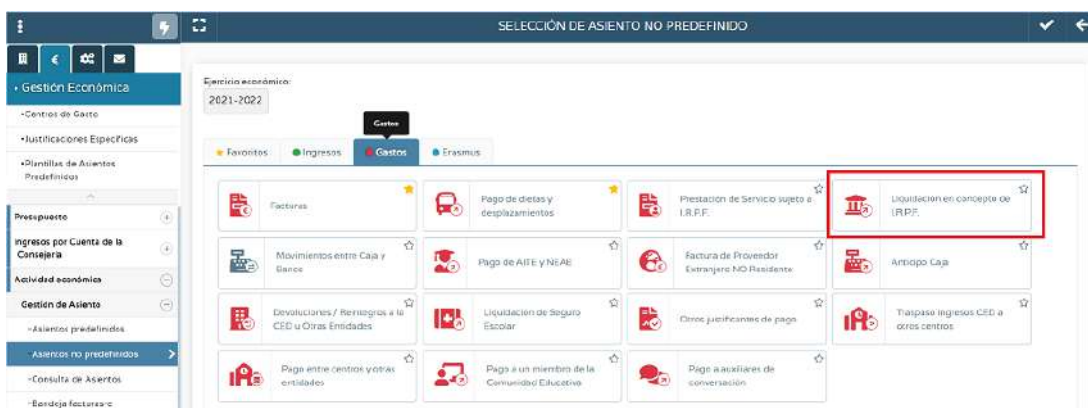 SELECCIÓN DE ASIENTO NO PREDEFINIDO
Gestión Económica
Centros de Gasto
Justificaciones Específicas
Plantillas de Asientos
Predefinidos
Presupuesto
Ingresos por Cuenta de la
Consejería
Actividad económica
Gestión de Asiento
Asientos predefinidos
Asientos no predefinidos
Consulta de Asientos
Bandeja facturas-e
Ejercicio económico:
2021-2022
Gastos
Favoritos
Ingresos
Gastos
Erasmus
Facturas
Pago de dietas y
desplazamientos
Prestación de Servicio sujeto a
I.R.P.F.
Liquidación en concepto de
I.R.P.F.
Movimientos entre Caja y
Banco
Pago de AITE y NEAE
Factura de Proveedor
Extranjero NO Residente
Anticipo Caja
Devoluciones / Reintegros a la
CED u Otras Entidades
Liquidación de Seguro
Escolar
Otros justificantes de pago
Traspaso Ingresos CED a
otros centros
Pago entre centros y otras
entidades
Pago a un miembro de la
Comunidad Educativa
Pago a auxiliares de
conversación